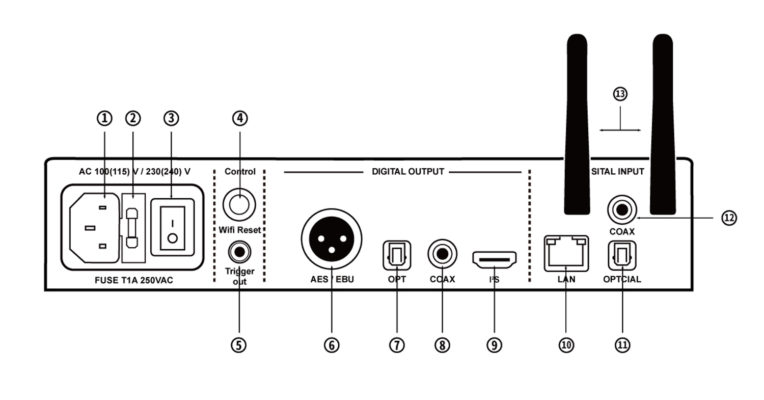 ① ② ③ ④ ⑬
AC 100(115) V / 230(240) V
Control
DIGITAL OUTPUT
SITAL INPUT
⑫
Wifi Reset
COAX
Trigger
out
FUSE T1A 250VAC
AES / EBU
OPT
COAX
I²S
LAN
OPTCIAL
⑤ ⑥ ⑦ ⑧ ⑨ ⑩ ⑪